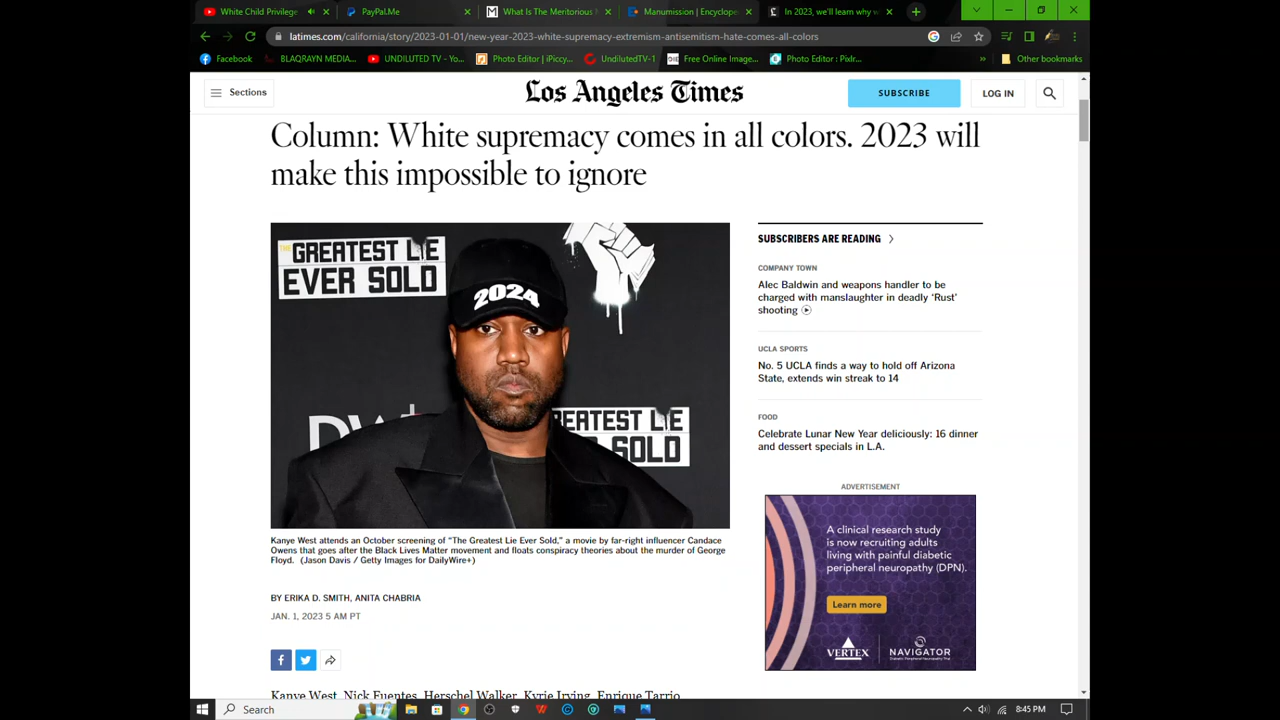 White Child Privilege
PayPal.Me
What Is The Meritorious M
Manumission | Encyclope
In 2023, we'll learn why w
latimes.com/california/story/2023-01-01/new-year-2023-white-supremacy-extremism-antisemitism-hate-comes-all-colors
Facebook
BLAQRAYN MEDIA...
UNDILUTED TV - Yo...
Photo Editor | iPiccy...
UndilutedTV-1
Free Online Image...
Photo Editor : Pixlr...
»
Other bookmarks
Sections
Los Angeles Times
SUBSCRIBE
LOG IN
Column: White supremacy comes in all colors. 2023 will
make this impossible to ignore
THE GREATEST LIE
EVER SOLD
2024
DW
REATEST LIE
SOLD
Kanye West attends an October screening of “The Greatest Lie Ever Sold,” a movie by far-right influencer Candace
Owens that goes after the Black Lives Matter movement and floats conspiracy theories about the murder of George
Floyd. (Jason Davis / Getty Images for DailyWire+)
BY ERIKA D. SMITH, ANITA CHABRIA
JAN. 1, 2023 5 AM PT
Kanye West, Nick Fuentes, Herschel Walker, Kyrie Irving, Enrique Tarrio
SUBSCRIBERS ARE READING
COMPANY TOWN
Alec Baldwin and weapons handler to be
charged with manslaughter in deadly ‘Rust’
shooting
UCLA SPORTS
No. 5 UCLA finds a way to hold off Arizona
State, extends win streak to 14
FOOD
Celebrate Lunar New Year deliciously: 16 dinner
and dessert specials in L.A.
ADVERTISEMENT
A clinical research study
is now recruiting adults
living with painful diabetic
peripheral neuropathy (DPN).
Learn more
VERTEX
NAVIGATOR
Search
8:45 PM